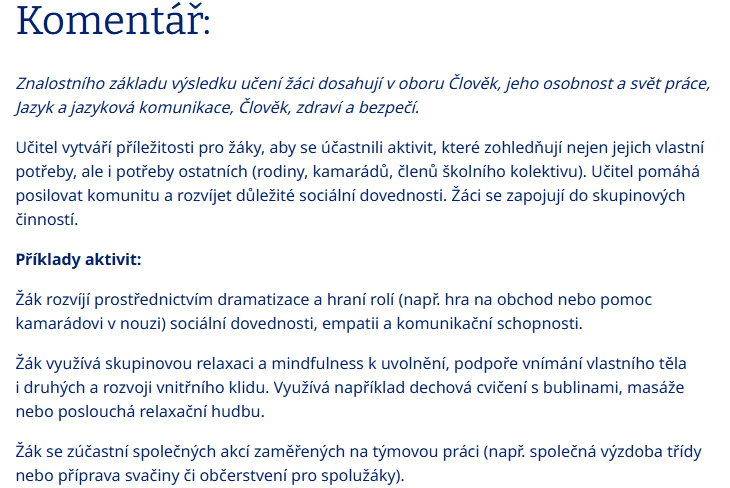 Komentář:
Znalostního základu výsledku učení žáci dosahují v oboru Člověk, jeho osobnost a svět práce,
Jazyk a jazyková komunikace, Člověk, zdraví a bezpečí.
Učitel vytváří příležitosti pro žáky, aby se účastnili aktivit, které zohledňují nejen jejich vlastní
potřeby, ale i potřeby ostatních (rodiny, kamarádů, členů školního kolektivu). Učitel pomáhá
posilovat komunitu a rozvíjet důležité sociální dovednosti. Žáci se zapojují do skupinových
činností.
Příklady aktivit:
Žák rozvíjí prostřednictvím dramatizace a hraní rolí (např. hra na obchod nebo pomoc
kamarádovi v nouzi) sociální dovednosti, empatii a komunikační schopnosti.
Žák využívá skupinovou relaxaci a mindfulness k uvolnění, podpoře vnímání vlastního těla
i druhých a rozvoji vnitřního klidu. Využívá například dechová cvičení s bublinami, masáže
nebo poslouchá relaxační hudbu.
Žák se zúčastní společných akcí zaměřených na týmovou práci (např. společná výzdoba třídy
nebo příprava svačiny či občerstvení pro spolužáky).